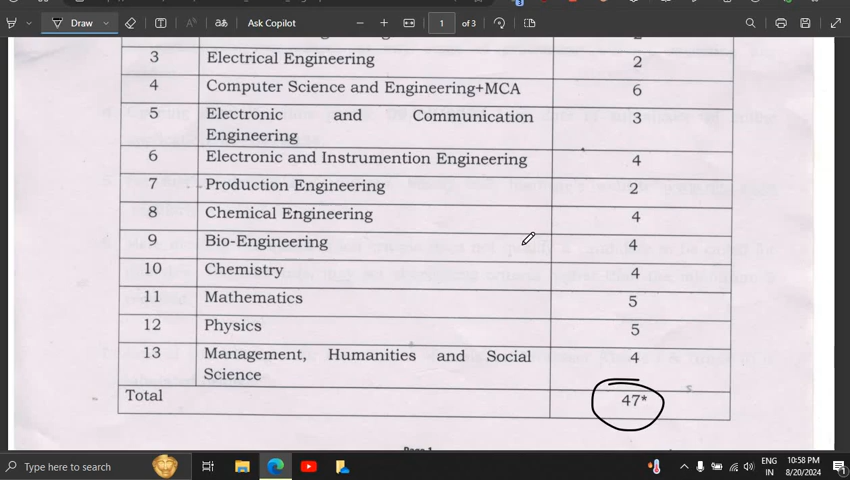 Draw
Ask Copilot
1 of 3
3 Electrical Engineering 2
4 Computer Science and Engineering+MCA 6
5 Electronic and Communication 3
Engineering
6 Electronic and Instrumention Engineering 4
7 Production Engineering 2
8 Chemical Engineering 4
9 Bio-Engineering 4
10 Chemistry 4
11 Mathematics 5
12 Physics 5
13 Management, Humanities and Social 4
Science
Total 47*
Type here to search
ENG
IN
10:58 PM
8/20/2024